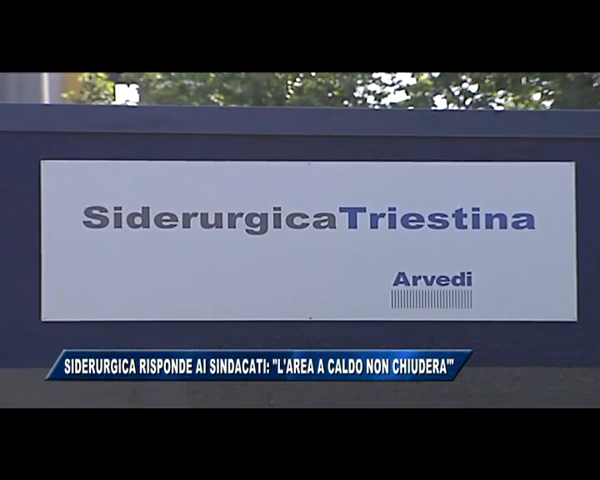 SiderurgicaTriestina
Arvedi
SIDERURGICA RISPONDE AI SINDACATI: "L'AREA A CALDO NON CHIUDERA'"